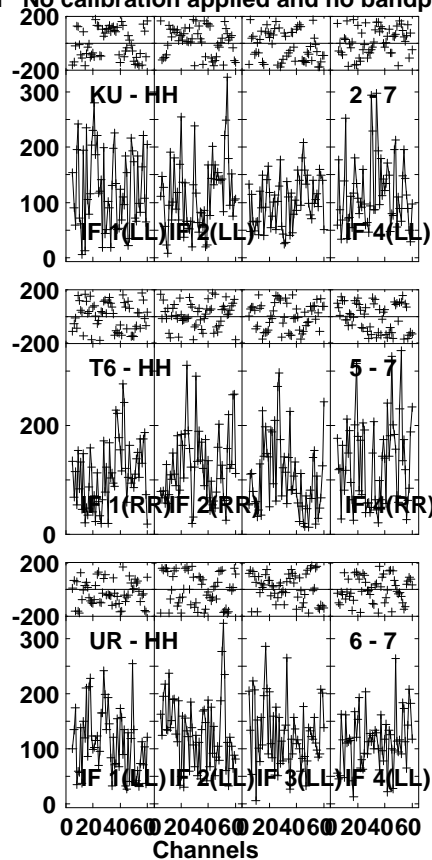 No calibration applied and no bandp
200
-200
KU - HH 2 - 7
300
200
100
0
IF 1(LL) IF 2(LL) IF 4(LL)
200
-200
T6 - HH 5 - 7
200
0
IF 1(RR) IF 2(RR) IF 4(RR)
200
-200
UR - HH 6 - 7
300
200
100
0
IF 1(LL) IF 2(LL) IF 3(LL) IF 4(LL)
0 20 40 60 0 20 40 60 0 20 40 60 0 20 40 60
Channels